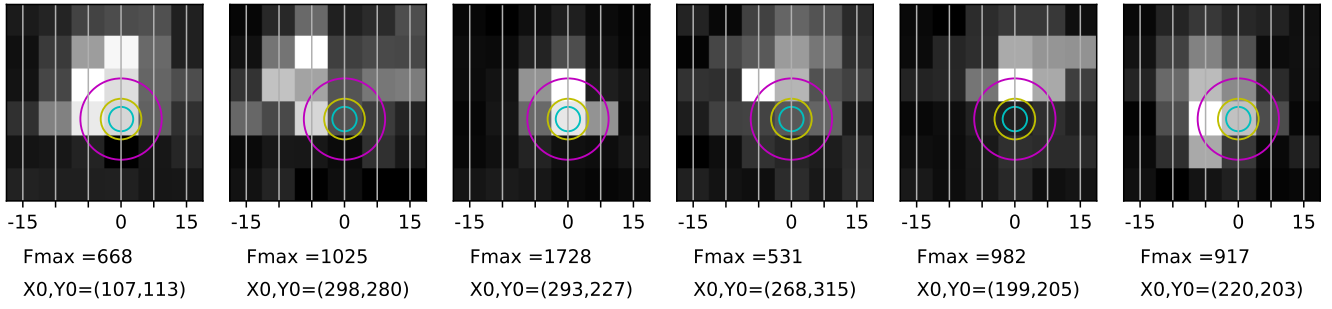 -15 0 15 -15 0 15 -15 0 15 -15 0 15 -15 0 15 -15 0 15
Fmax =668 Fmax =1025 Fmax =1728 Fmax =531 Fmax =982 Fmax =917
X0,Y0=(107,113) X0,Y0=(298,280) X0,Y0=(293,227) X0,Y0=(268,315) X0,Y0=(199,205) X0,Y0=(220,203)